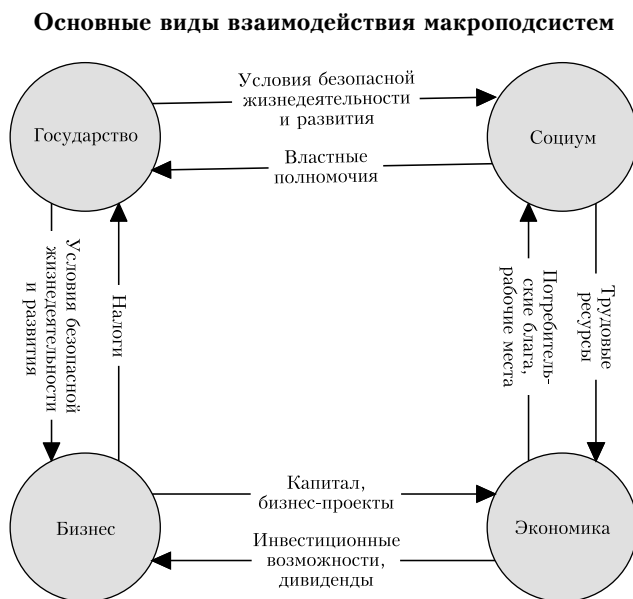 Основные виды взаимодействия макроподсистем
Государство
Условия безопасной
жизнедеятельности
и развития
Социум
Властные
полномочия
Условия безопасной
жизнедеятельности
и развития
Налоги
Потребитель-
ские блага,
рабочие места
Трудовые
ресурсы
Бизнес
Капитал,
бизнес-проекты
Экономика
Инвестиционные
возможности,
дивиденды